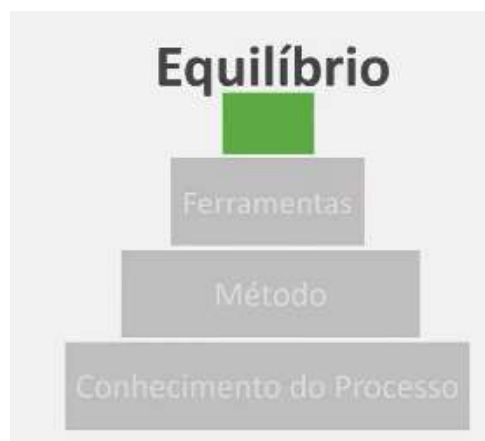 Equilíbrio
Ferramentas
Método
Conhecimento do Processo